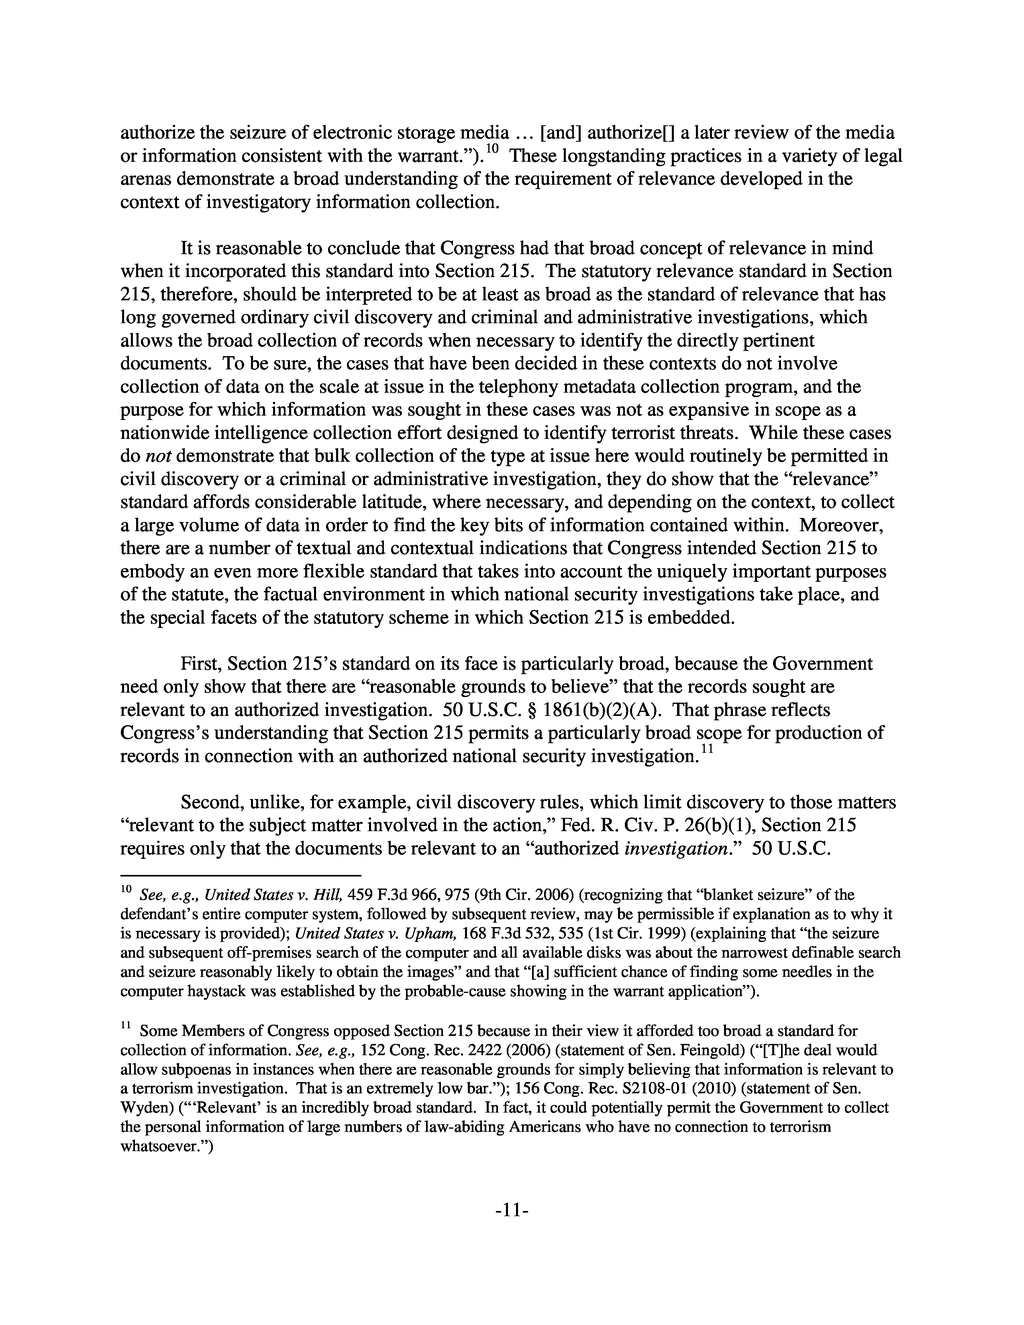 authorize the seizure of electronic storage media … [and] authorize[] a later review of the media
or information consistent with the warrant.”).10 These longstanding practices in a variety of legal
arenas demonstrate a broad understanding of the requirement of relevance developed in the
context of investigatory information collection.
It is reasonable to conclude that Congress had that broad concept of relevance in mind
when it incorporated this standard into Section 215. The statutory relevance standard in Section
215, therefore, should be interpreted to be at least as broad as the standard of relevance that has
long governed ordinary civil discovery and criminal and administrative investigations, which
allows the broad collection of records when necessary to identify the directly pertinent
documents. To be sure, the cases that have been decided in these contexts do not involve
collection of data on the scale at issue in the telephony metadata collection program, and the
purpose for which information was sought in these cases was not as expansive in scope as a
nationwide intelligence collection effort designed to identify terrorist threats. While these cases
do not demonstrate that bulk collection of the type at issue here would routinely be permitted in
civil discovery or a criminal or administrative investigation, they do show that the “relevance”
standard affords considerable latitude, where necessary, and depending on the context, to collect
a large volume of data in order to find the key bits of information contained within. Moreover,
there are a number of textual and contextual indications that Congress intended Section 215 to
embody an even more flexible standard that takes into account the uniquely important purposes
of the statute, the factual environment in which national security investigations take place, and
the special facets of the statutory scheme in which Section 215 is embedded.
First, Section 215’s standard on its face is particularly broad, because the Government
need only show that there are “reasonable grounds to believe” that the records sought are
relevant to an authorized investigation. 50 U.S.C. § 1861(b)(2)(A). That phrase reflects
Congress’s understanding that Section 215 permits a particularly broad scope for production of
records in connection with an authorized national security investigation.11
Second, unlike, for example, civil discovery rules, which limit discovery to those matters
“relevant to the subject matter involved in the action,” Fed. R. Civ. P. 26(b)(1), Section 215
requires only that the documents be relevant to an “authorized investigation.” 50 U.S.C.
10 See, e.g., United States v. Hill, 459 F.3d 966, 975 (9th Cir. 2006) (recognizing that “blanket seizure” of the
defendant’s entire computer system, followed by subsequent review, may be permissible if explanation as to why it
is necessary is provided); United States v. Upham, 168 F.3d 532, 535 (1st Cir. 1999) (explaining that “the seizure
and subsequent off-premises search of the computer and all available disks was about the narrowest definable search
and seizure reasonably likely to obtain the images” and that “[a] sufficient chance of finding some needles in the
computer haystack was established by the probable-cause showing in the warrant application”).
11 Some Members of Congress opposed Section 215 because in their view it afforded too broad a standard for
collection of information. See, e.g., 152 Cong. Rec. 2422 (2006) (statement of Sen. Feingold) (“[T]he deal would
allow subpoenas in instances when there are reasonable grounds for simply believing that information is relevant to
a terrorism investigation. That is an extremely low bar.”); 156 Cong. Rec. S2108-01 (2010) (statement of Sen.
Wyden) (“‘Relevant’ is an incredibly broad standard. In fact, it could potentially permit the Government to collect
the personal information of large numbers of law-abiding Americans who have no connection to terrorism
whatsoever.”)
-11-